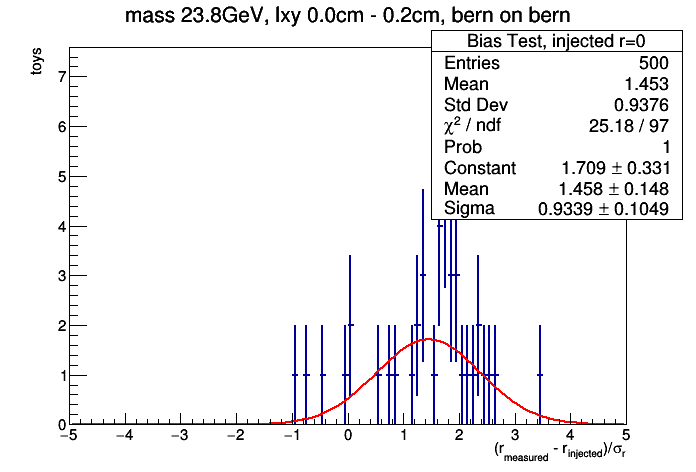 mass 23.8GeV, lxy 0.0cm - 0.2cm, bern on bern
Bias Test, injected r=0
Entries 500
Mean 1.453
Std Dev 0.9376
χ² / ndf 25.18 / 97
Prob 1
Constant 1.709 ± 0.331
Mean 1.458 ± 0.148
Sigma 0.9339 ± 0.1049
toys
7
6
5
4
3
2
1
0
−5 −4 −3 −2 −1 0 1 2 3 4 5
(r_measured - r_injected)/σ_r